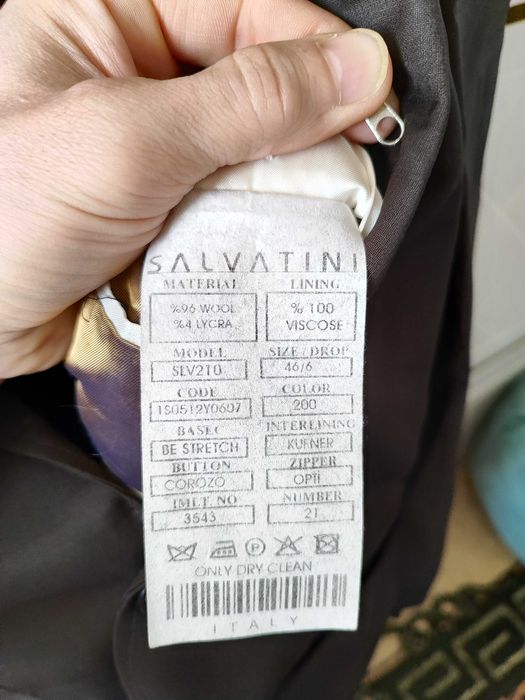 SALVATINI
MATERIAL LINING
%96 WOOL % 100
%4 LYCRA VISCOSE
MODEL SIZE / DROP
SLV2T0 46/6
CODE COLOR
1S0512Y0607 200
BASEC INTERLINING
BE STRETCH KUFNER
BUTTON ZIPPER
COROZO OPTİ
IMLT. NO NUMBER
3543 21
P
ONLY DRY CLEAN
ITALY